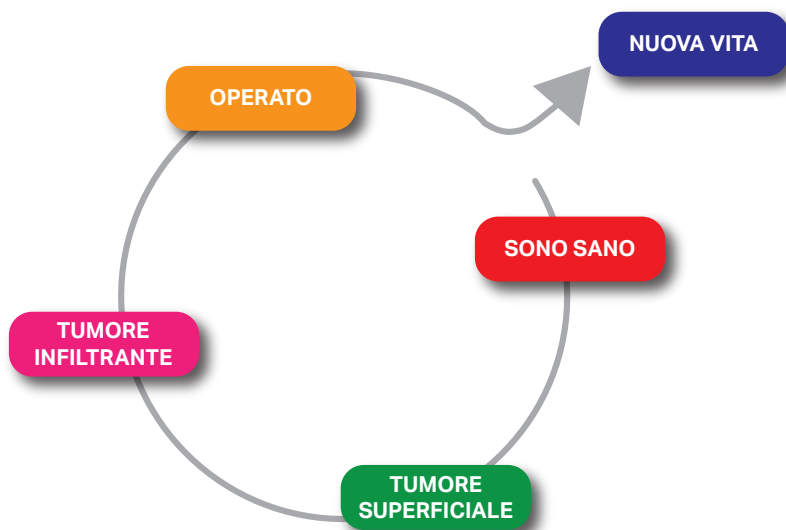 NUOVA VITA
OPERATO
SONO SANO
TUMORE
INFILTRANTE
TUMORE
SUPERFICIALE